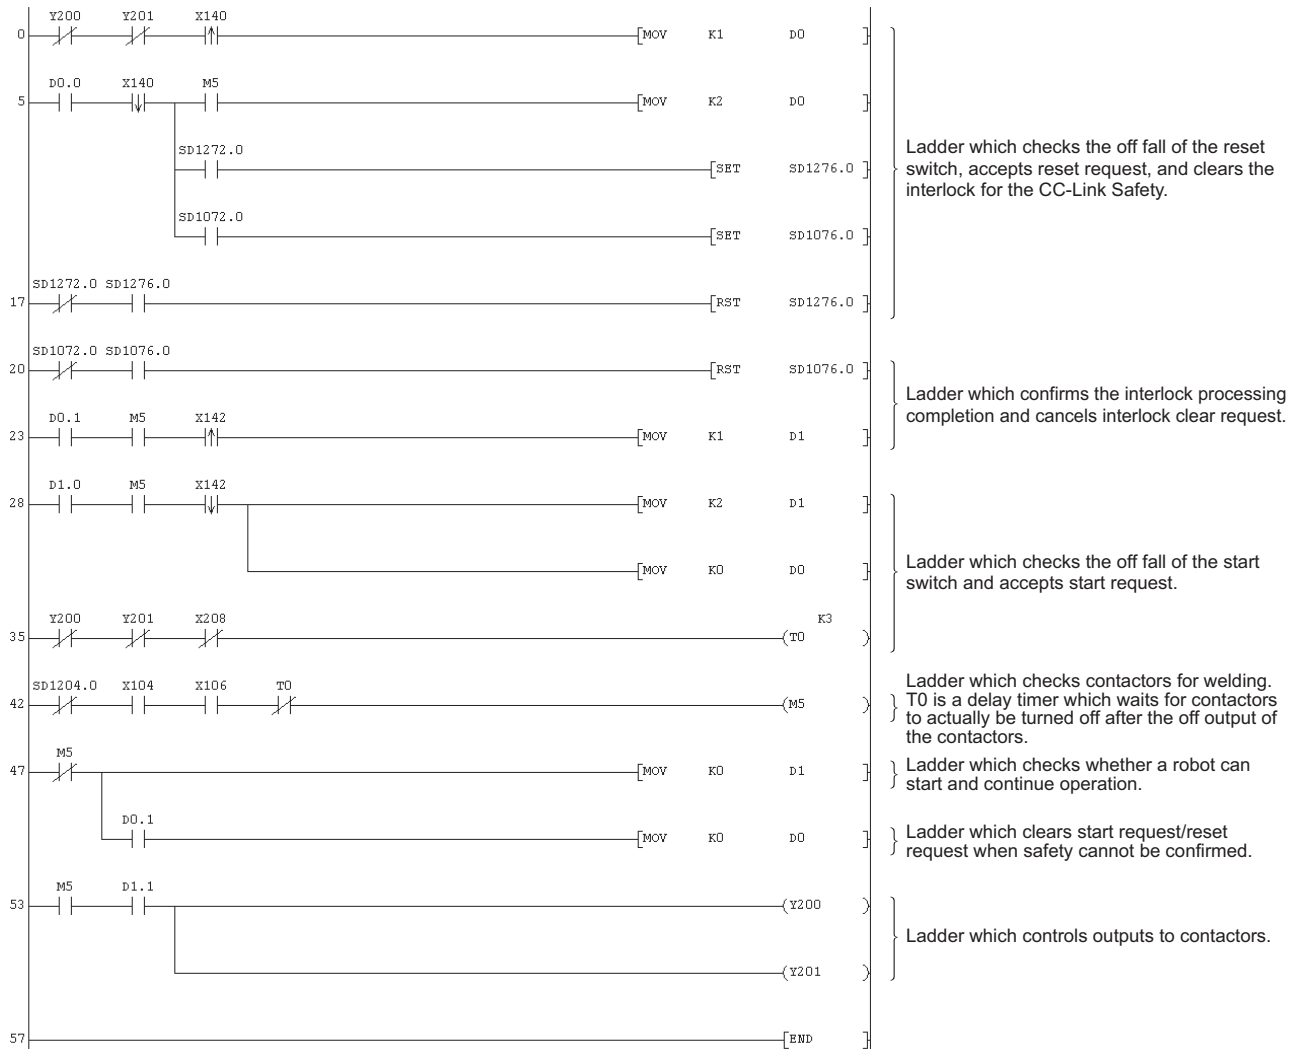 Y200 Y201 X140
0 [MOV K1 D0 ]
D0.0 X140 M5
5 [MOV K2 D0 ]
SD1272.0
[SET SD1276.0 ]
SD1072.0
[SET SD1076.0 ]
Ladder which checks the off fall of the reset
switch, accepts reset request, and clears the
interlock for the CC-Link Safety.
SD1272.0 SD1276.0
17 [RST SD1276.0 ]
SD1072.0 SD1076.0
20 [RST SD1076.0 ]
Ladder which confirms the interlock processing
completion and cancels interlock clear request.
D0.1 M5 X142
23 [MOV K1 D1 ]
D1.0 M5 X142
28 [MOV K2 D1 ]
[MOV K0 D0 ]
Ladder which checks the off fall of the start
switch and accepts start request.
Y200 Y201 X208 K3
35 (T0 )
SD1204.0 X104 X106 T0
42 (M5 )
Ladder which checks contactors for welding.
T0 is a delay timer which waits for contactors
to actually be turned off after the off output of
the contactors.
M5
47 [MOV K0 D1 ]
Ladder which checks whether a robot can
start and continue operation.
D0.1
[MOV K0 D0 ]
Ladder which clears start request/reset
request when safety cannot be confirmed.
M5 D1.1
53 (Y200 )
Ladder which controls outputs to contactors.
(Y201 )
57 [END ]